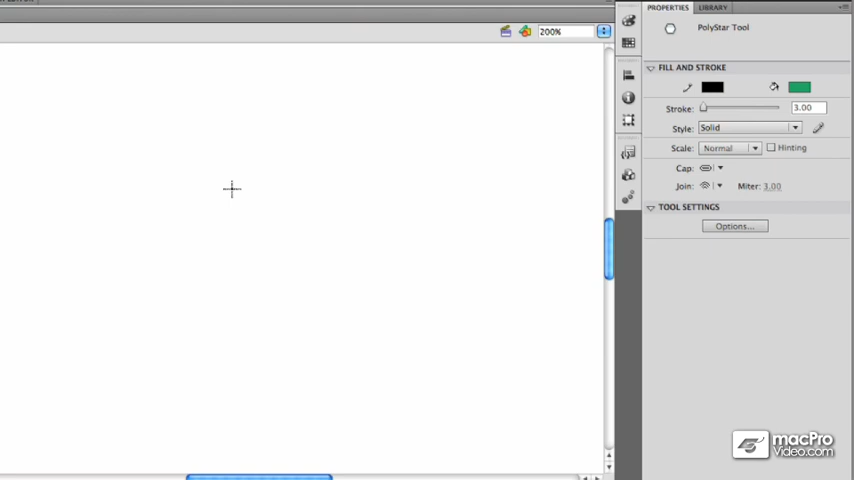 200%
PROPERTIES LIBRARY
PolyStar Tool
FILL AND STROKE
Stroke: 3.00
Style: Solid
Scale: Normal Hinting
Cap:
Join: Miter: 3.00
TOOL SETTINGS
Options...
macPro
Video.com